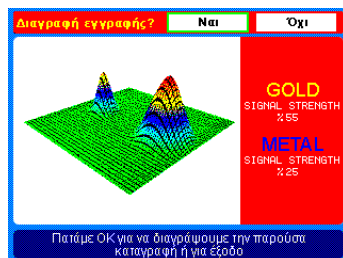 Διαγραφή εγγραφής? Ναι Όχι
GOLD
SIGNAL STRENGTH
%55
METAL
SIGNAL STRENGTH
%25
Πατάμε OK για να διαγράψουμε την παρούσα
καταγραφή ή για έξοδο